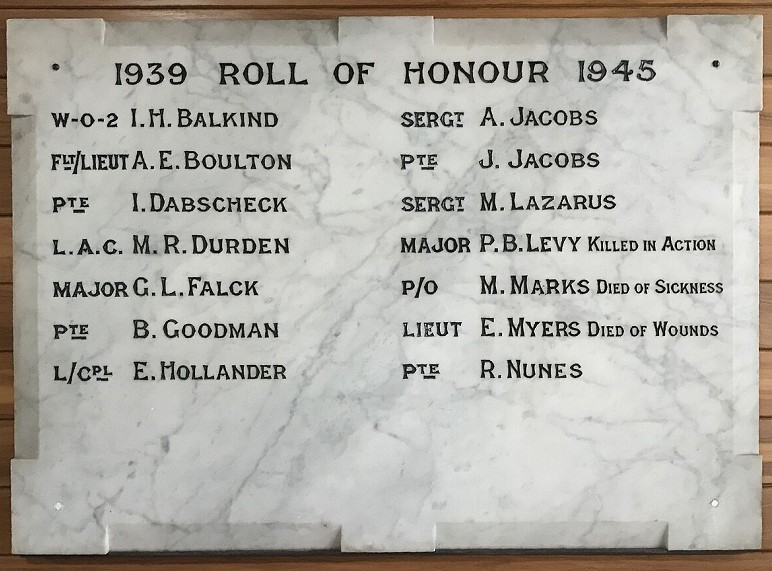 1939 ROLL OF HONOUR 1945
W-O-2 I. H. BALKIND
FLT/LIEUT A. E. BOULTON
PTE I. DABSCHECK
L.A.C. M. R. DURDEN
MAJOR G. L. FALCK
PTE B. GOODMAN
L/CPL E. HOLLANDER
SERGT A. JACOBS
PTE J. JACOBS
SERGT M. LAZARUS
MAJOR P. B. LEVY KILLED IN ACTION
P/O M. MARKS DIED OF SICKNESS
LIEUT E. MYERS DIED OF WOUNDS
PTE R. NUNES